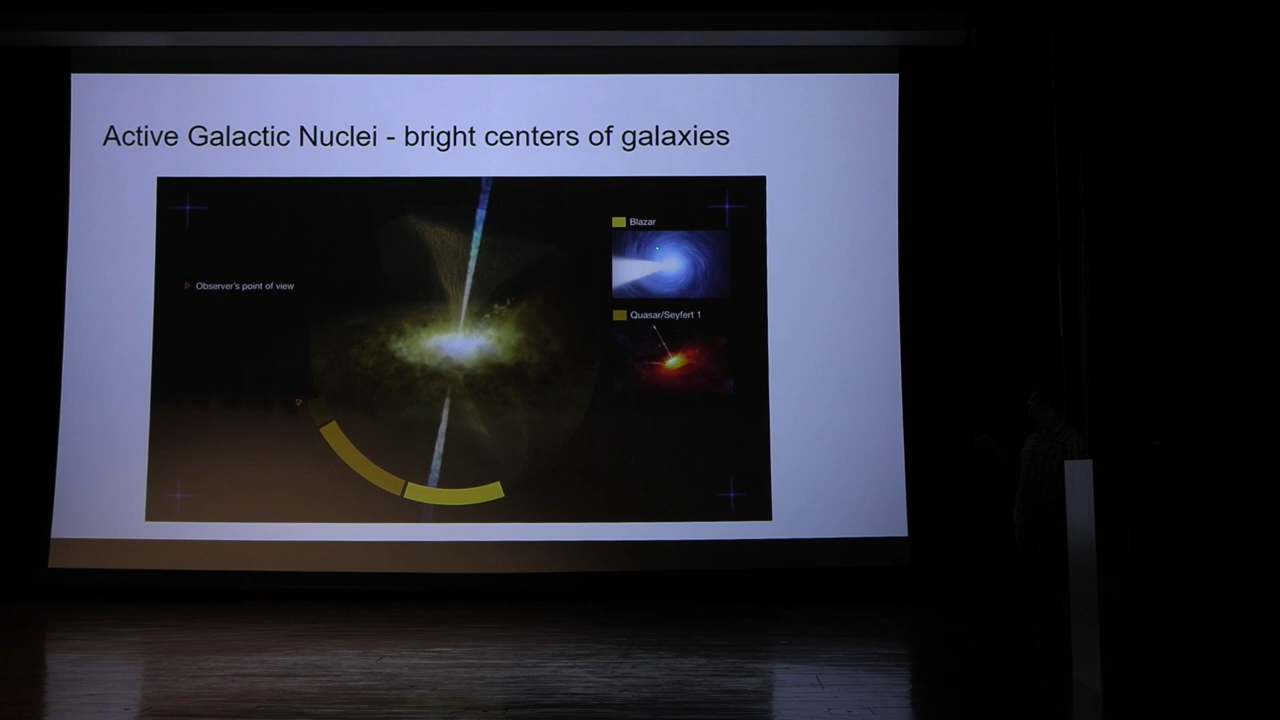 Active Galactic Nuclei - bright centers of galaxies
Blazar
Observer's point of view
Quasar/Seyfert 1